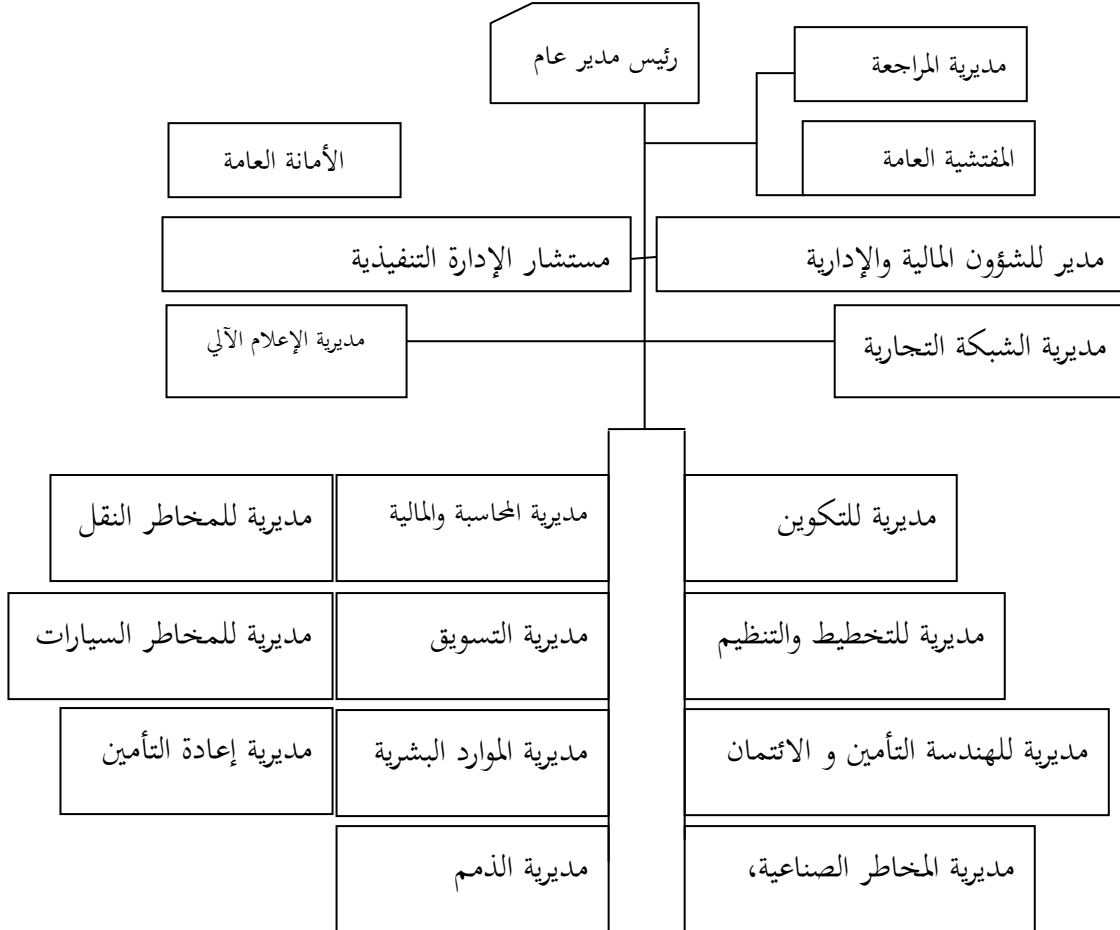 رئيس مدير عام
مديرية المراجعة
المفتشية العامة
الأمانة العامة
مدير للشؤون المالية والإدارية
مستشار الإدارة التنفيذية
مديرية الشبكة التجارية
مديرية الإعلام الآلي
مديرية للتكوين
مديرية المحاسبة والمالية
مديرية للمخاطر النقل
مديرية للتخطيط والتنظيم
مديرية التسويق
مديرية للمخاطر السيارات
مديرية للهندسة التأمين و الائتمان
مديرية الموارد البشرية
مديرية إعادة التأمين
مديرية المخاطر الصناعية،
مديرية الذمم